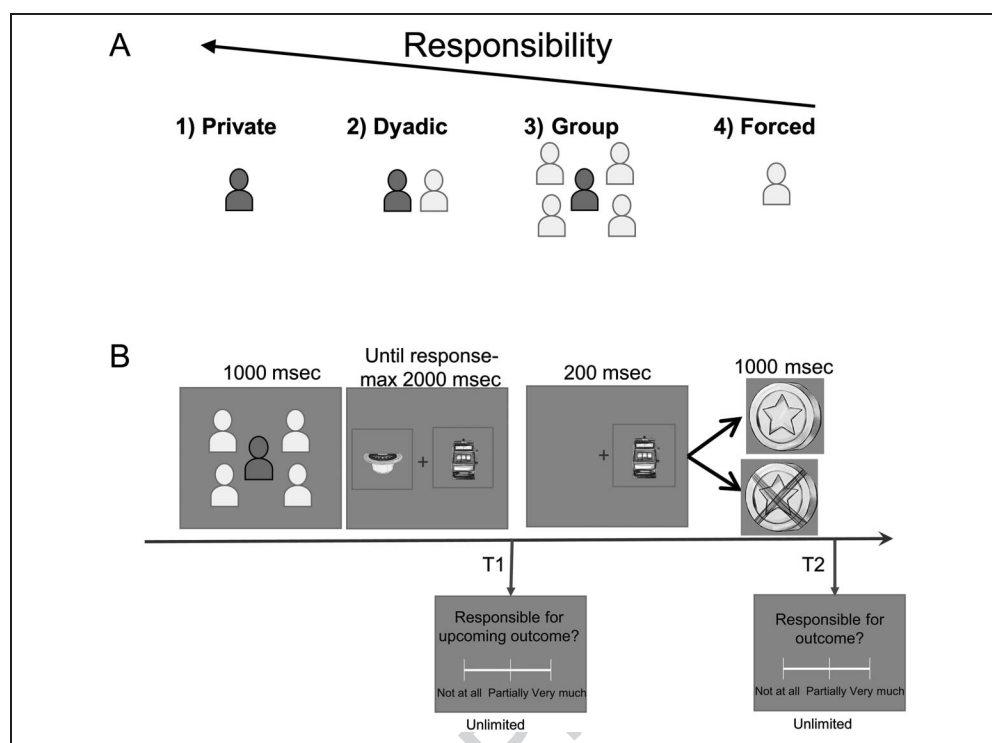 A
Responsibility
1) Private
2) Dyadic
3) Group
4) Forced
B
1000 msec
Until response-
max 2000 msec
200 msec
1000 msec
T1
T2
Responsible for
upcoming outcome?
Not at all Partially Very much
Unlimited
Responsible for
outcome?
Not at all Partially Very much
Unlimited